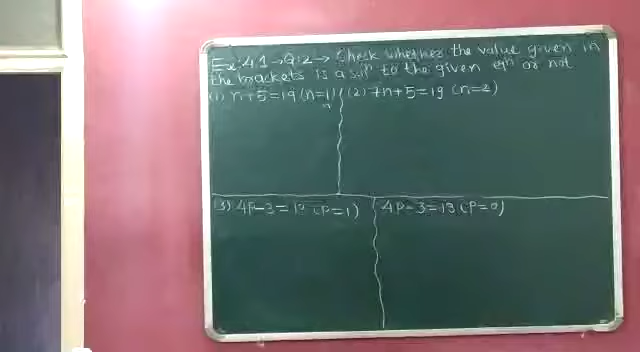 Ex:4.1 → Q:2 → Check whether the value given in
the brackets is a solⁿ to the given eqⁿ or not
(1) n+5=19 (n=1) (2) 7n+5=19 (n=2)
(3) 4p-3=13 (p=1) 4p-3=13 (p=0)